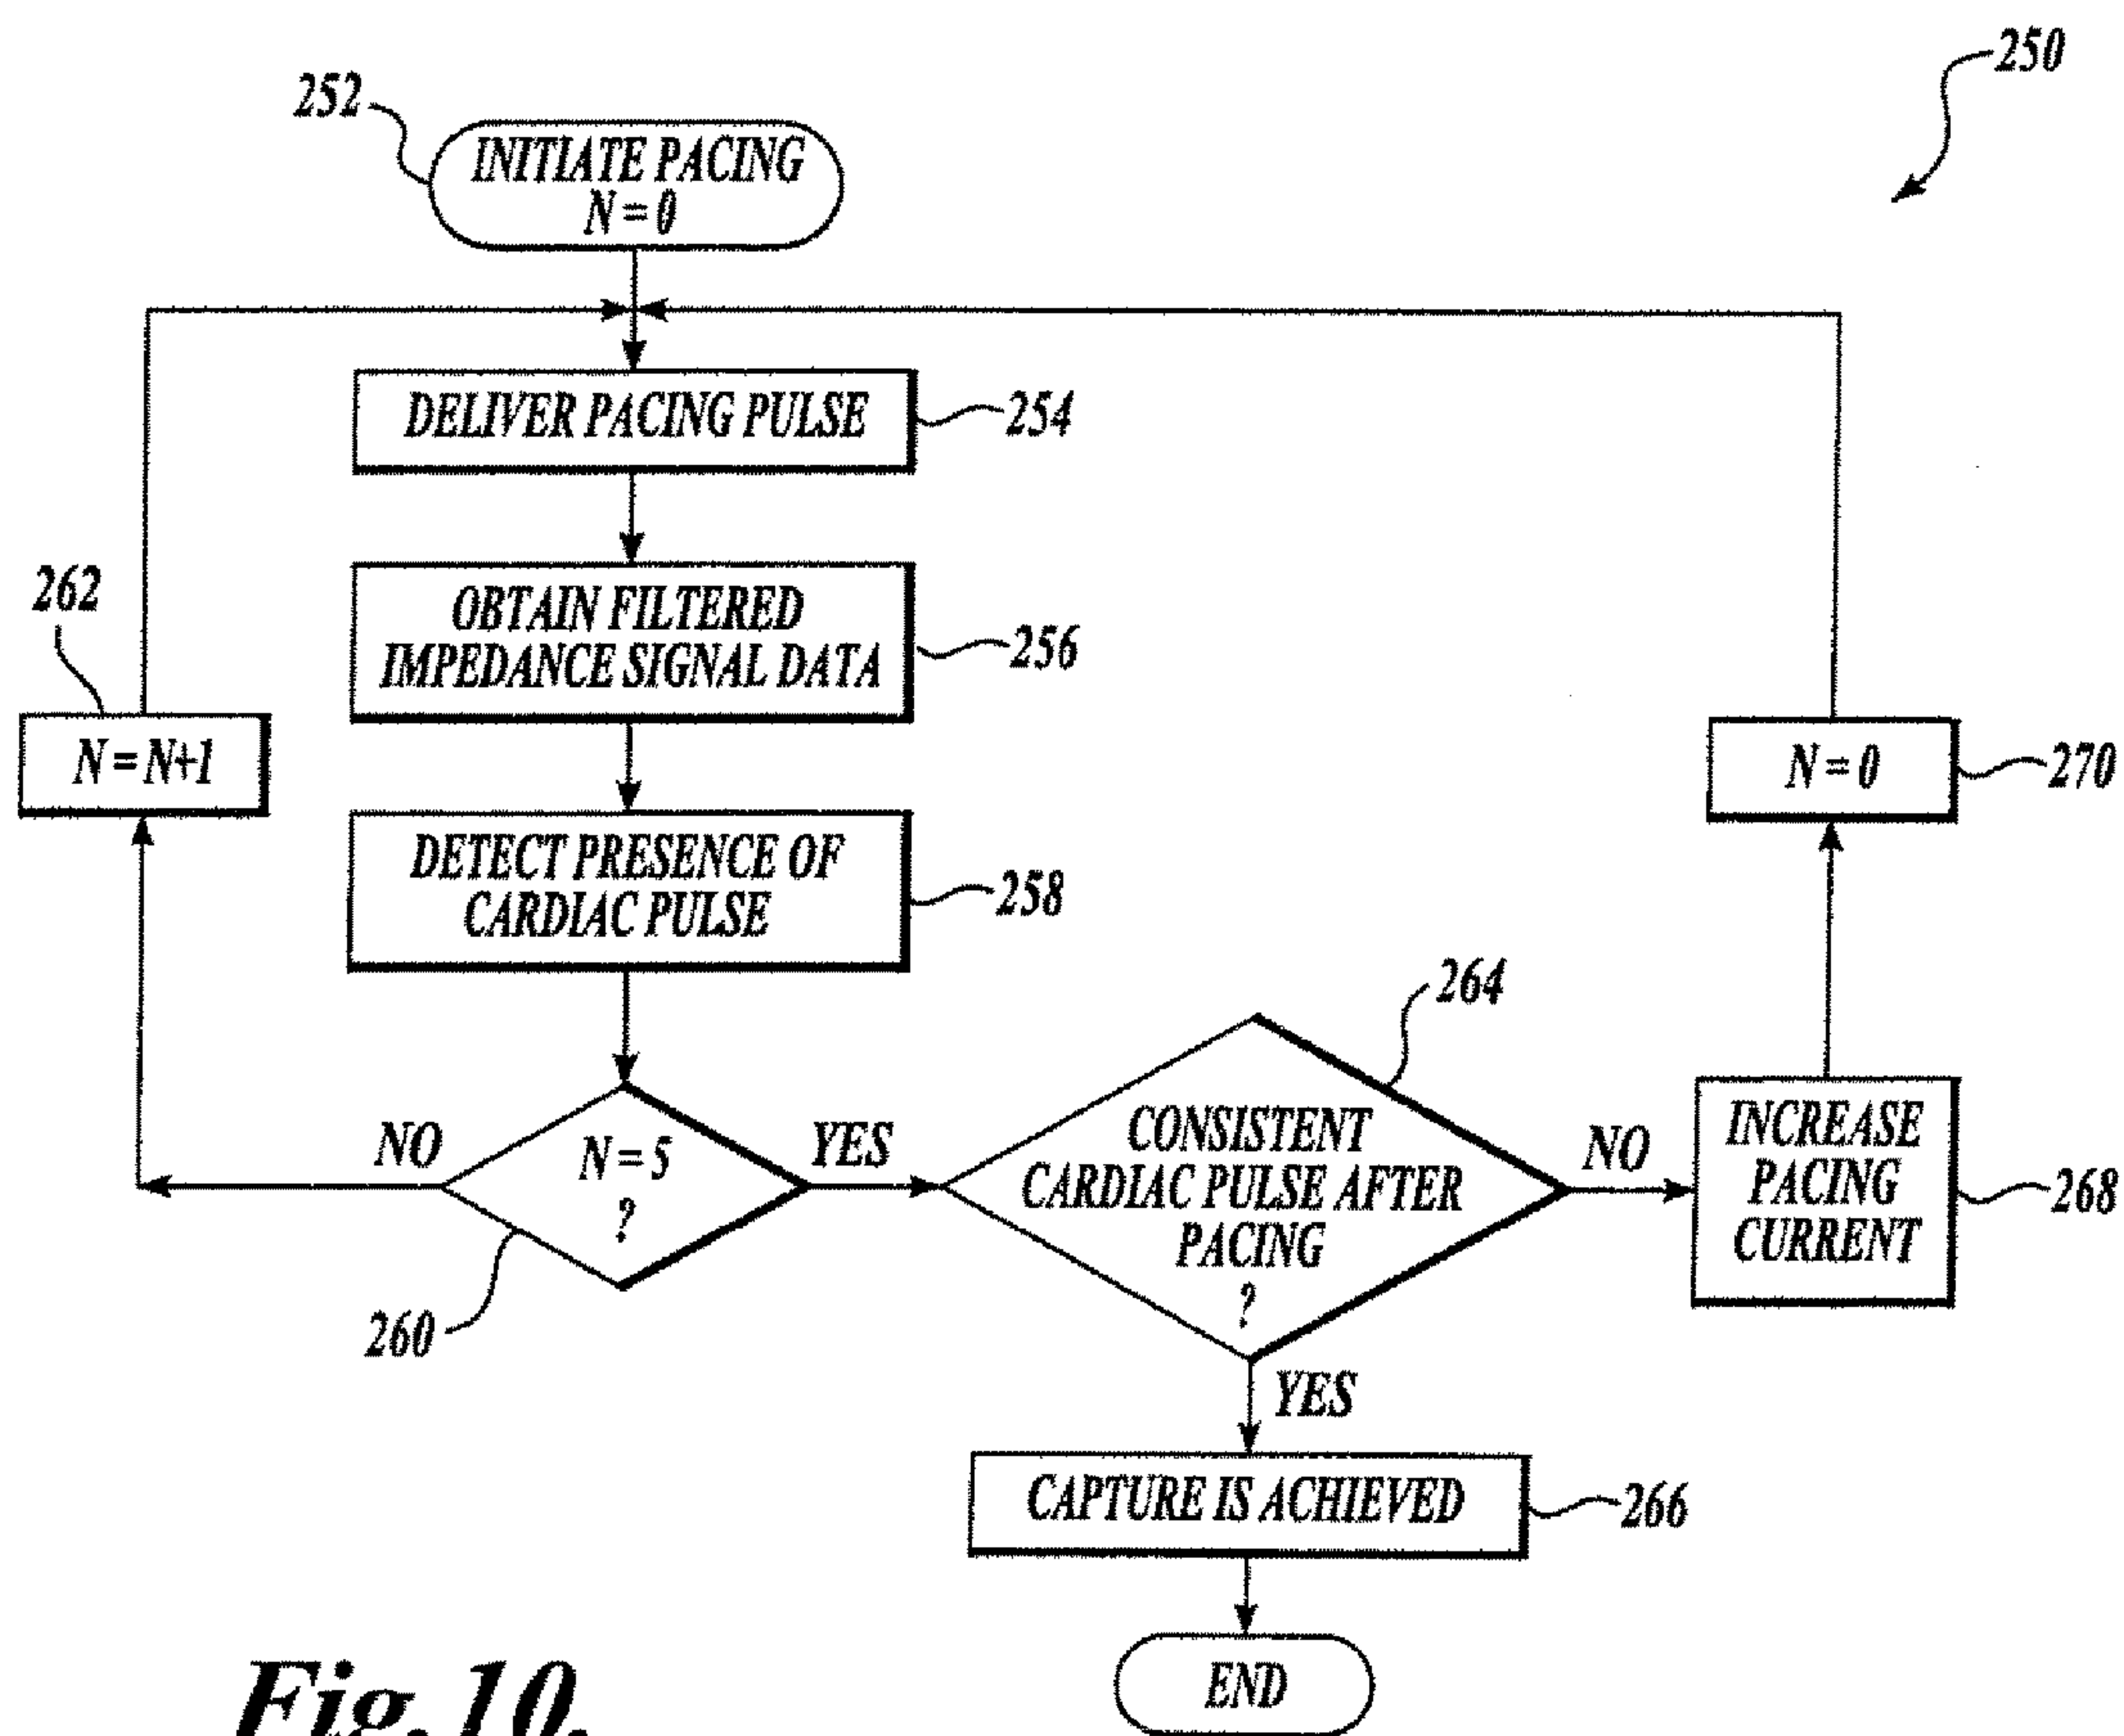 250
252
INITIATE PACING
N = 0
DELIVER PACING PULSE
254
OBTAIN FILTERED
IMPEDANCE SIGNAL DATA
256
262
N = N+1
N = 0
270
DETECT PRESENCE OF
CARDIAC PULSE
258
264
NO
N = 5
?
YES
260
CONSISTENT
CARDIAC PULSE AFTER
PACING
?
NO
INCREASE
PACING
CURRENT
268
YES
CAPTURE IS ACHIEVED
266
END
Fig.10.